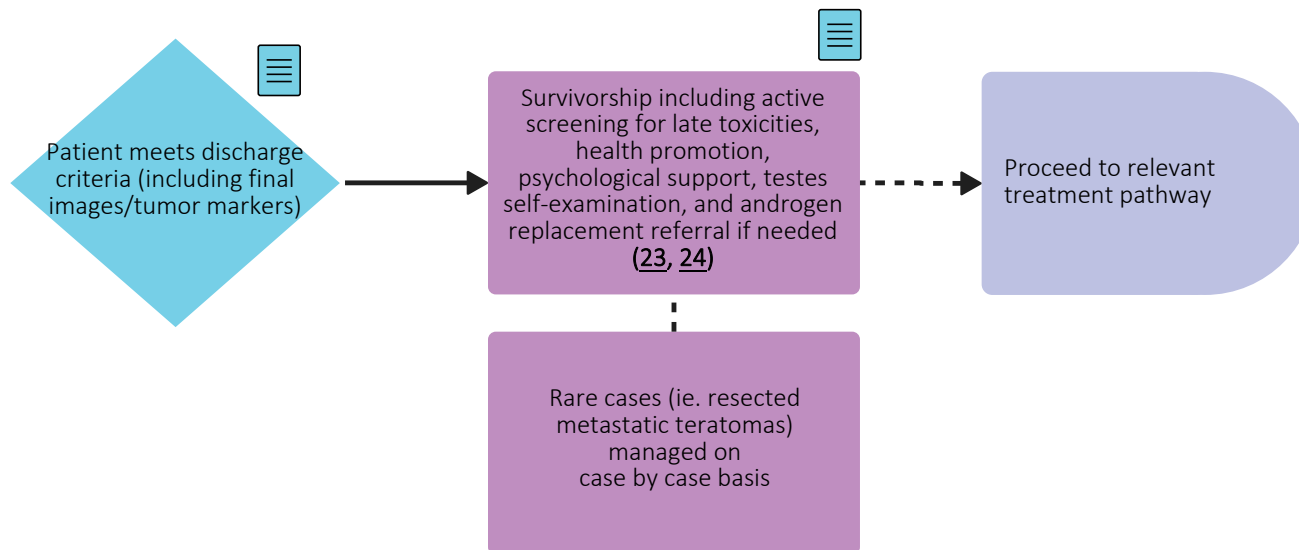 Patient meets discharge
criteria (including final
images/tumor markers)
Survivorship including active
screening for late toxicities,
health promotion,
psychological support, testes
self-examination, and androgen
replacement referral if needed
(23, 24)
Proceed to relevant
treatment pathway
Rare cases (ie. resected
metastatic teratomas)
managed on
case by case basis